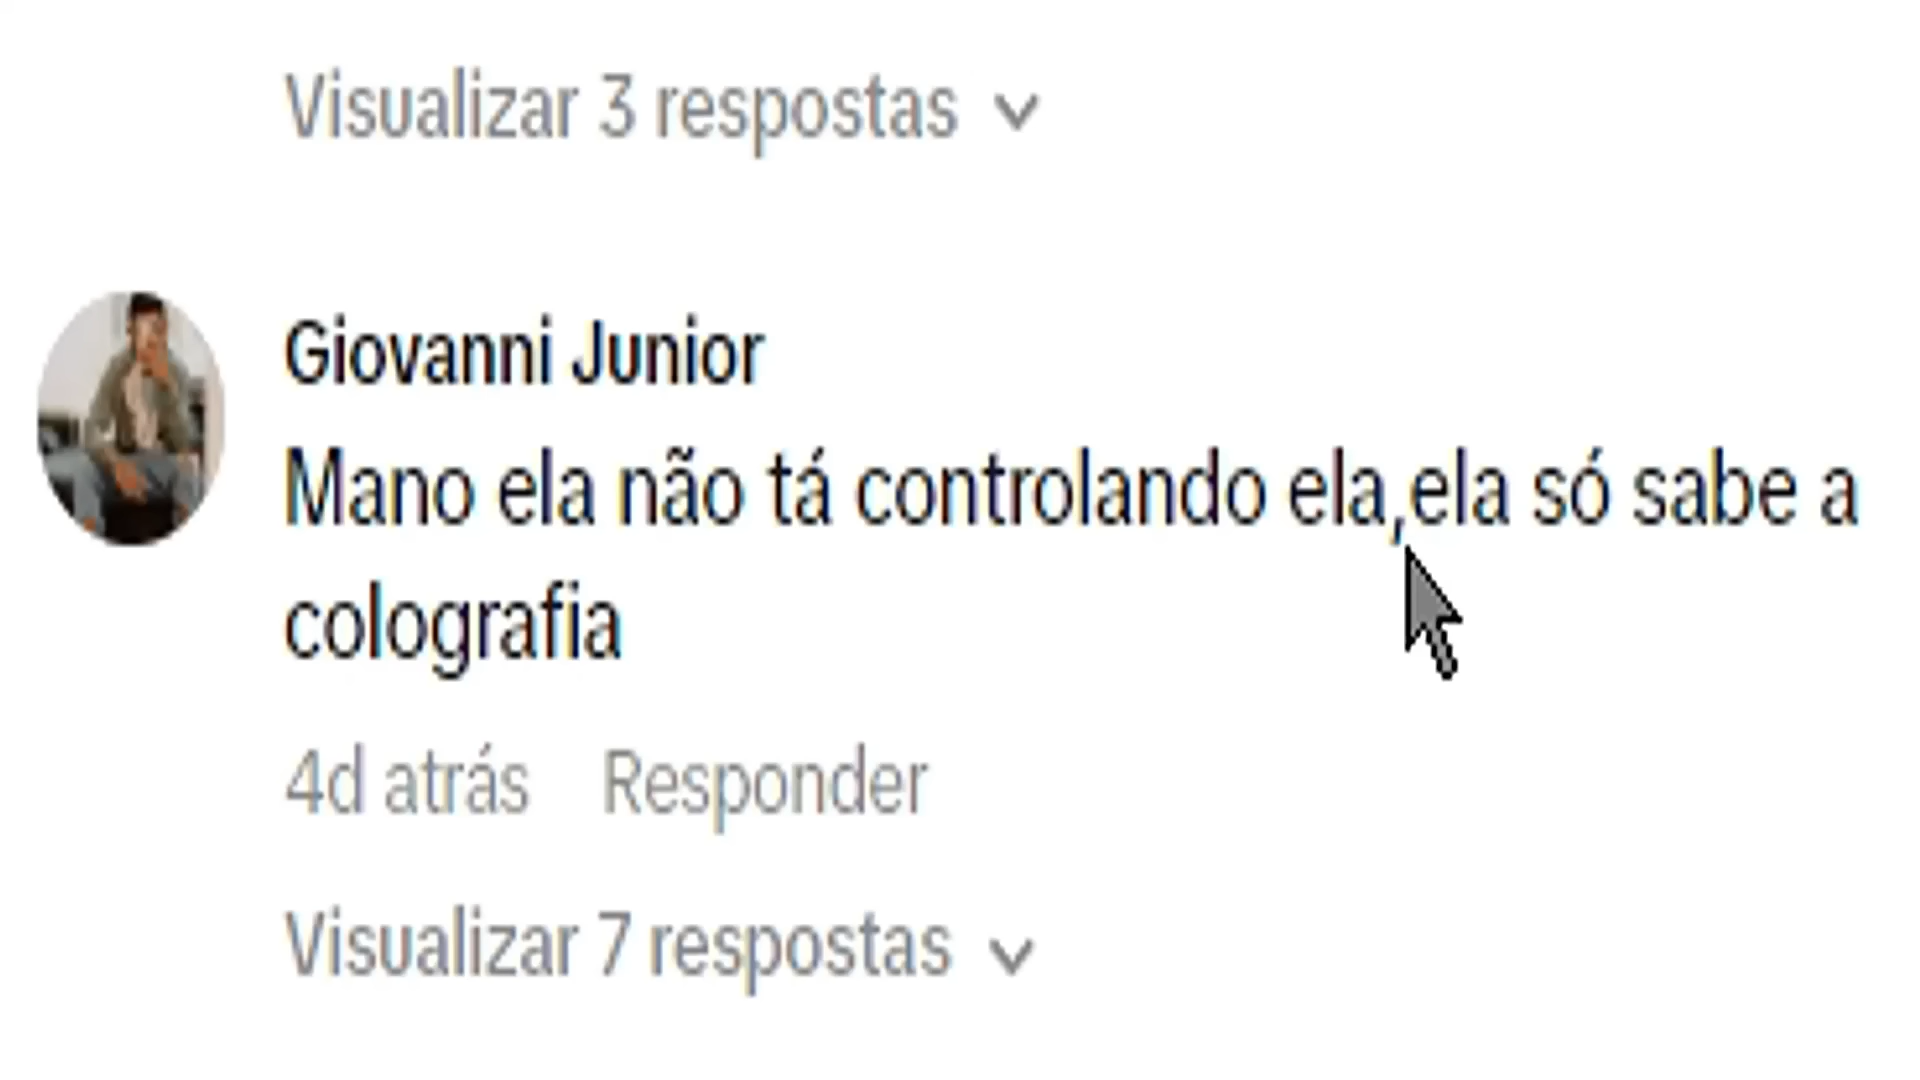 Visualizar 3 respostas
Giovanni Junior
Mano ela não tá controlando ela,ela só sabe a
colografia
4d atrás Responder
Visualizar 7 respostas